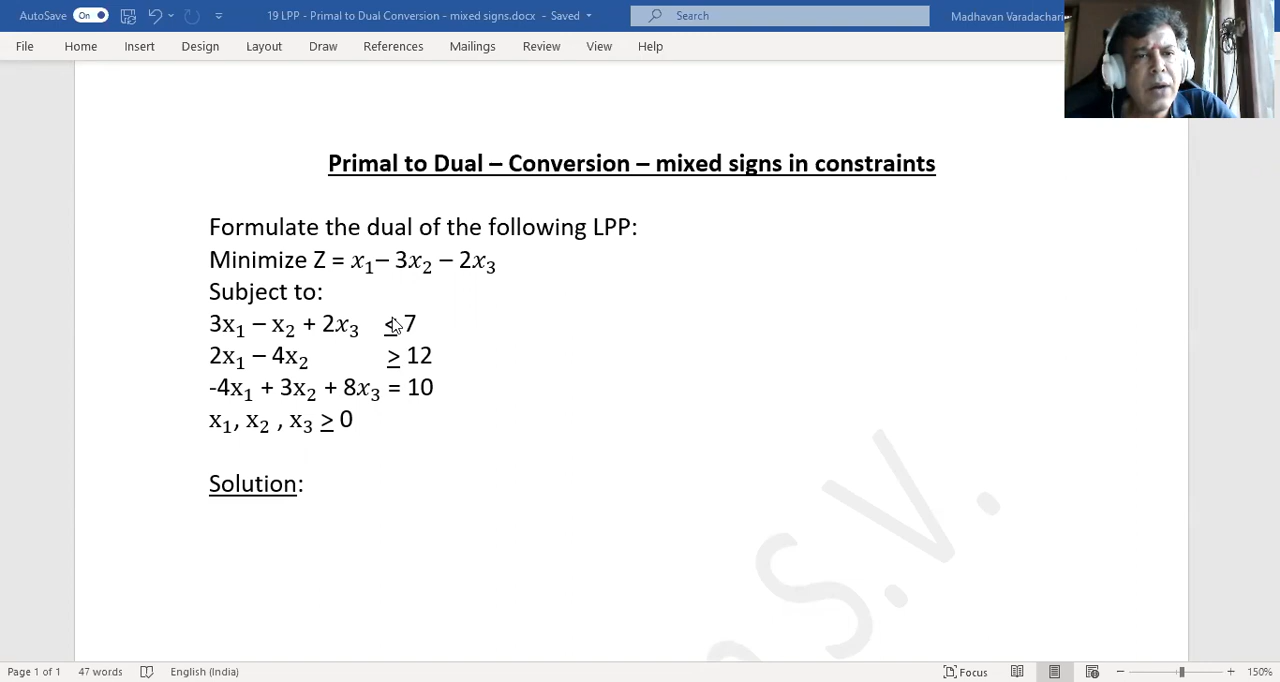 AutoSave On 19 LPP - Primal to Dual Conversion - mixed signs.docx - Saved Search Madhavan Varadachari
File Home Insert Design Layout Draw References Mailings Review View Help
Primal to Dual – Conversion – mixed signs in constraints
Formulate the dual of the following LPP:
Minimize Z = x₁– 3x₂ – 2x₃
Subject to:
3x₁ – x₂ + 2x₃ ≤ 7
2x₁ – 4x₂ ≥ 12
-4x₁ + 3x₂ + 8x₃ = 10
x₁, x₂ , x₃ ≥ 0
Solution:
S.V.
Page 1 of 1 47 words English (India) Focus 150%